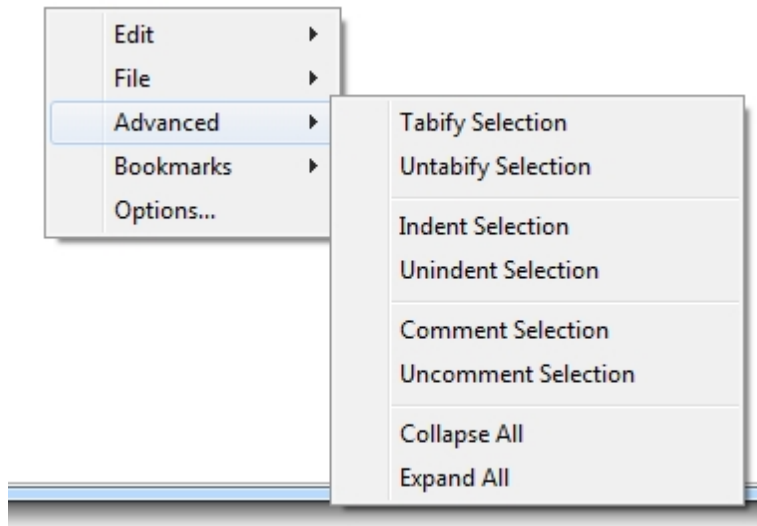 Edit
File
Advanced
Bookmarks
Options...
Tabify Selection
Untabify Selection
Indent Selection
Unindent Selection
Comment Selection
Uncomment Selection
Collapse All
Expand All